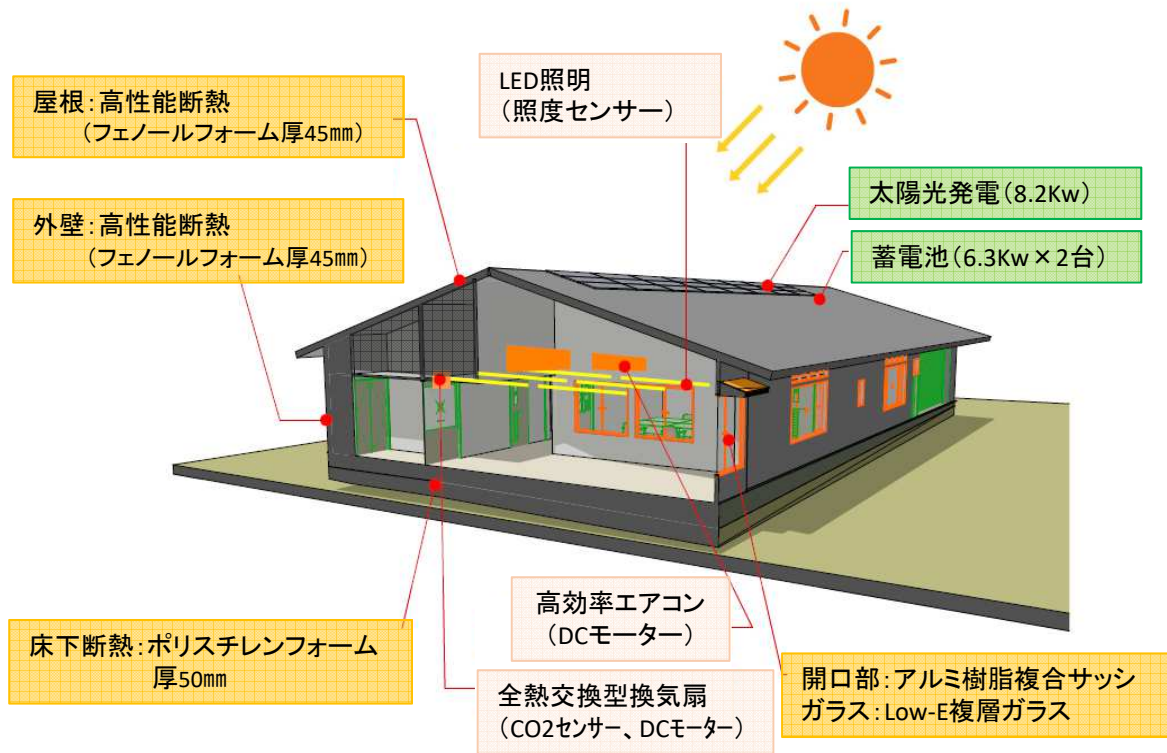 屋根：高性能断熱
（フェノールフォーム厚45㎜）
外壁：高性能断熱
（フェノールフォーム厚45㎜）
LED照明
（照度センサー）
太陽光発電（8.2Kw）
蓄電池（6.3Kw×2台）
床下断熱：ポリスチレンフォーム
厚50㎜
高効率エアコン
（DCモーター）
全熱交換型換気扇
（CO2センサー、DCモーター）
開口部：アルミ樹脂複合サッシ
ガラス：Low-E複層ガラス